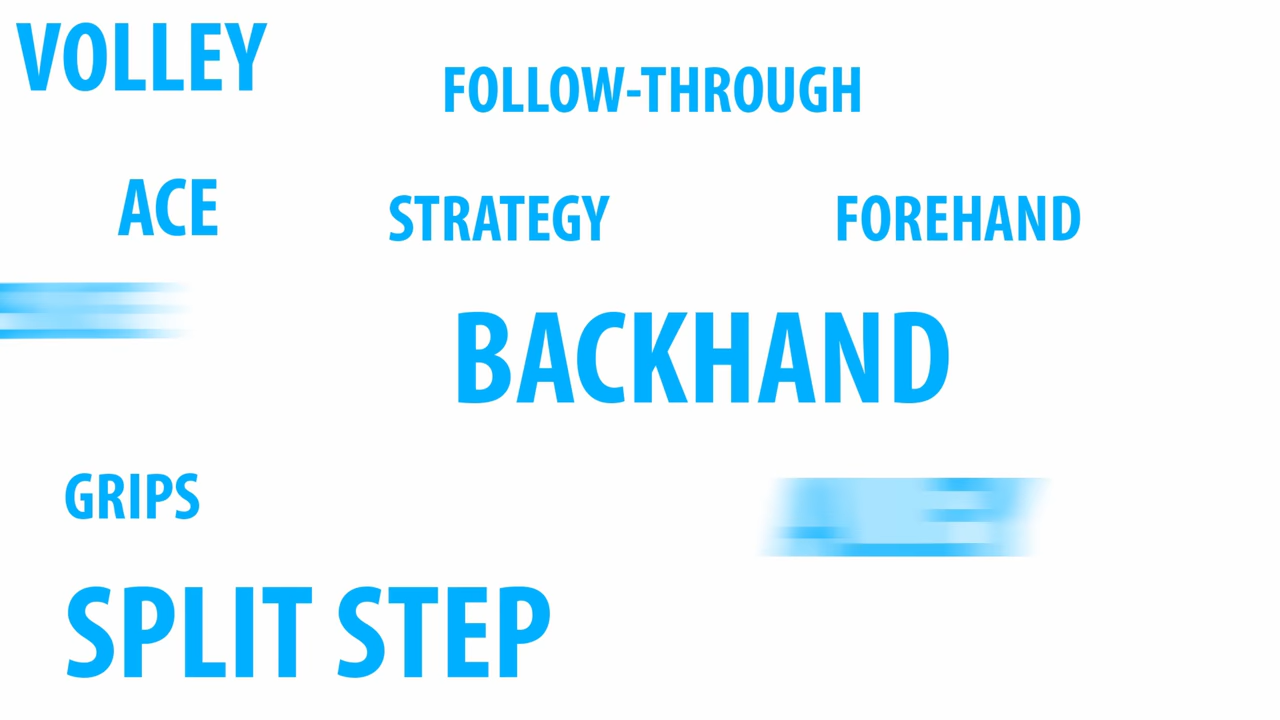 VOLLEY
FOLLOW-THROUGH
ACE
STRATEGY
FOREHAND
BACKHAND
GRIPS
SPLIT STEP